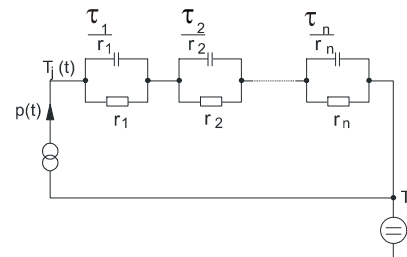 τ1 τ2 τn
r1 r2 rn
Tj(t)
p(t)
r1 r2 rn
T